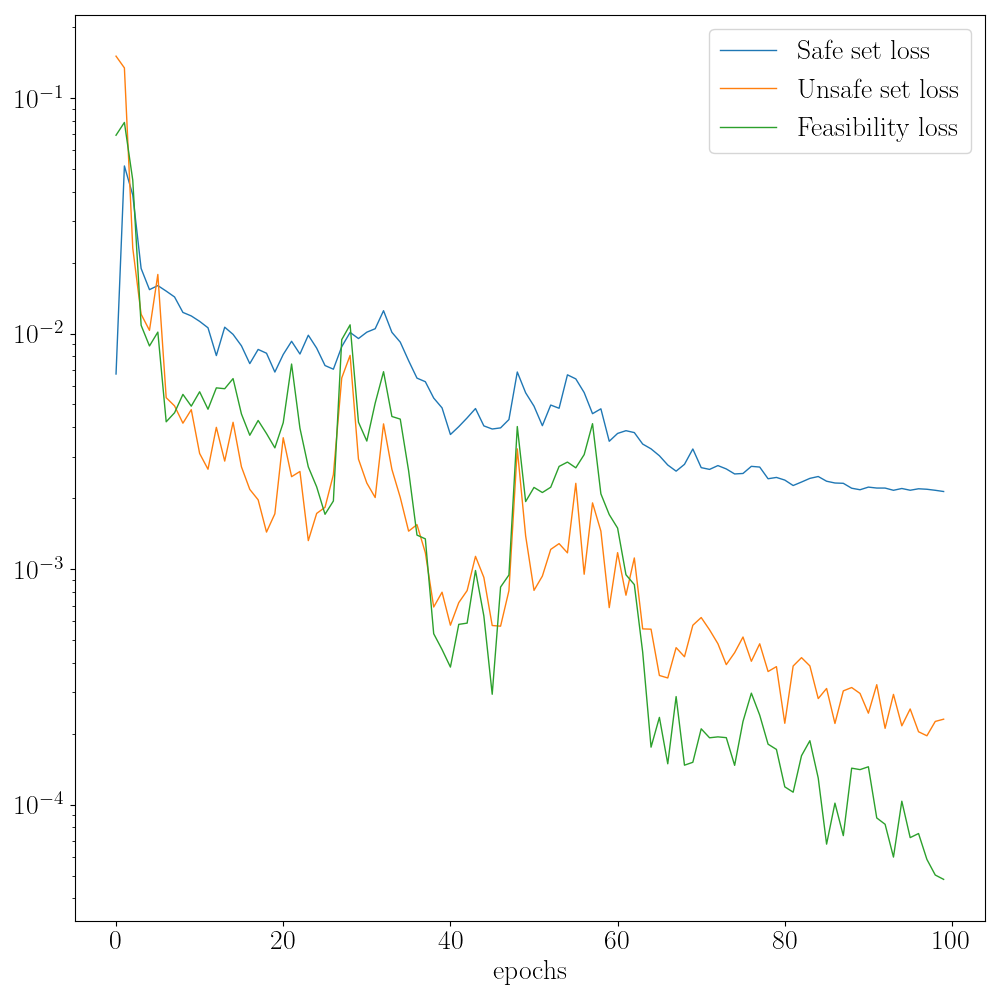 Safe set loss
Unsafe set loss
Feasibility loss
10⁻¹
10⁻²
10⁻³
10⁻⁴
0 20 40 60 80 100
epochs